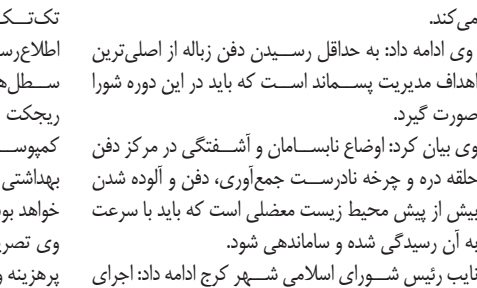 می‌کند.
وی ادامه داد: به حداقل رسیدن دفن زباله از اصلی‌ترین
اهداف مدیریت پسماند است که باید در این دوره شورا
صورت گیرد.
وی بیان کرد: اوضاع نابسامان و آشفتگی در مرکز دفن
حلقه دره و چرخه نادرست جمع‌آوری، دفن و آلوده شدن
بیش از پیش محیط زیست معضلی است که باید با سرعت
به آن رسیدگی شده و ساماندهی شود.
نایب رئیس شورای اسلامی شهر کرج ادامه داد: اجرای
تک‌تک
اطلاع‌رس
سطل‌ه
ریجکت
کمپوس
بهداشتی
خواهد بو
وی تصری
پرهزینه و